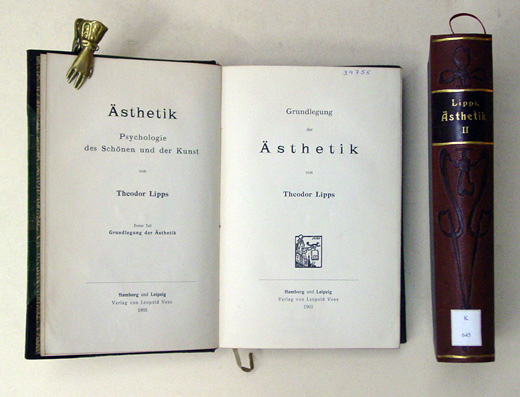 Ästhetik
Psychologie
des Schönen und der Kunst
von
Theodor Lipps
Erster Teil
Grundlegung der Ästhetik
Hamburg und Leipzig
Verlag von Leopold Voss
1903
39755
Grundlegung
der
Ästhetik
von
Theodor Lipps
Hamburg und Leipzig
Verlag von Leopold Voss
1903
Lipps,
Ästhetik
II
K
645